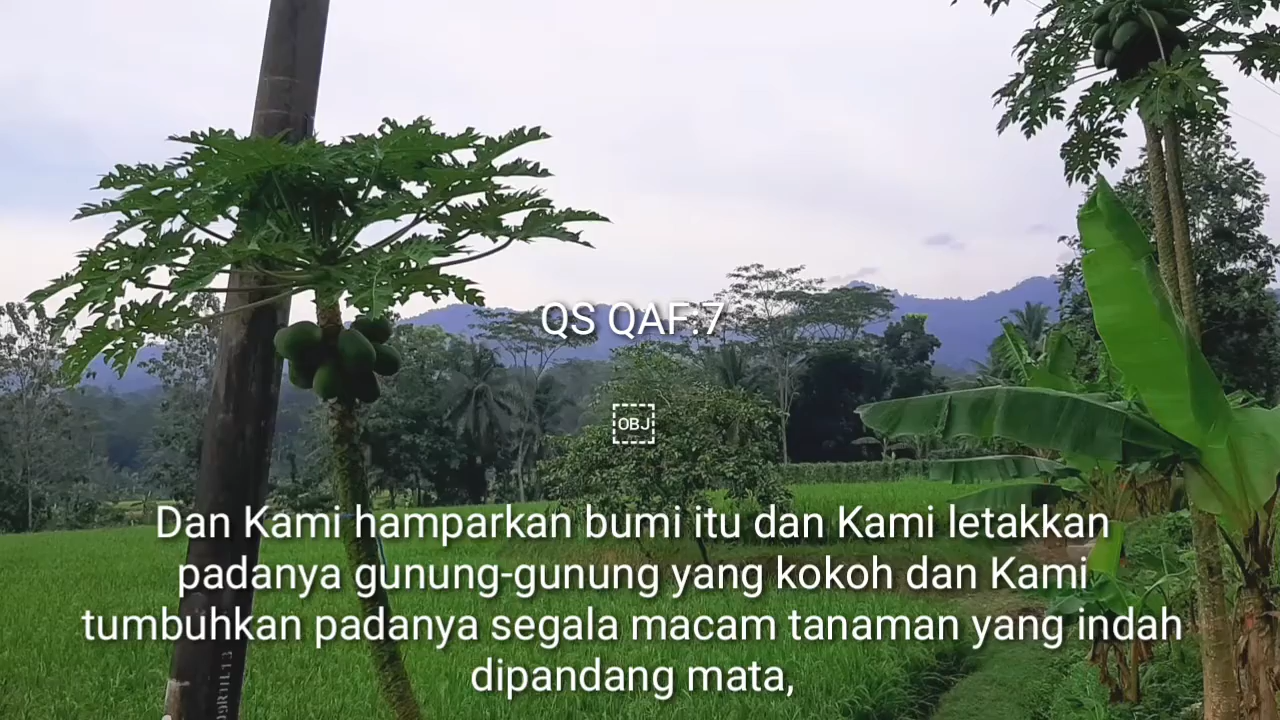 QS QAF:7
OBJ
Dan Kami hamparkan bumi itu dan Kami letakkan
padanya gunung-gunung yang kokoh dan Kami
tumbuhkan padanya segala macam tanaman yang indah
dipandang mata,